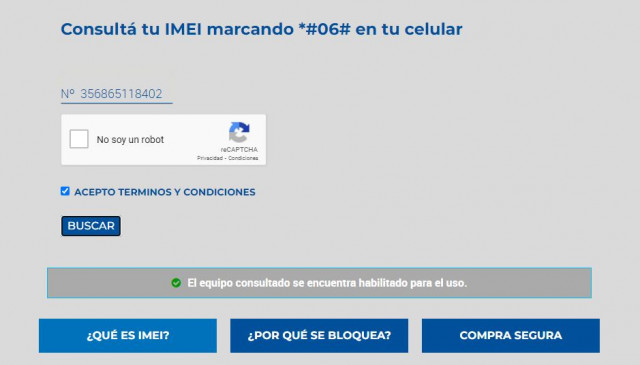 Consultá tu IMEI marcando *#06# en tu celular
Nº 356865118402
No soy un robot
reCAPTCHA
Privacidad - Condiciones
ACEPTO TERMINOS Y CONDICIONES
BUSCAR
El equipo consultado se encuentra habilitado para el uso.
¿QUÉ ES IMEI? ¿POR QUÉ SE BLOQUEA? COMPRA SEGURA